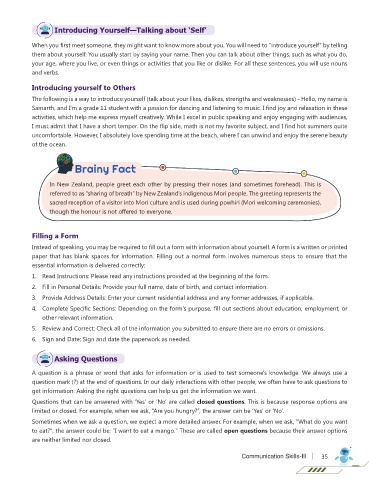 Introducing Yourself—Talking about ‘Self’
When you first meet someone, they might want to know more about you. You will need to "introduce yourself" by telling
them about yourself. You usually start by saying your name. Then you can talk about other things, such as what you do,
your age, where you live, or even things or activities that you like or dislike. For all these sentences, you will use nouns
and verbs.
Introducing yourself to Others
The following is a way to introduce yourself (talk about your likes, dislikes, strengths and weaknesses) - Hello, my name is
Samarth, and I'm a grade 11 student with a passion for dancing and listening to music. I find joy and relaxation in these
activities, which help me express myself creatively. While I excel in public speaking and enjoy engaging with audiences,
I must admit that I have a short temper. On the flip side, math is not my favorite subject, and I find hot summers quite
uncomfortable. However, I absolutely love spending time at the beach, where I can unwind and enjoy the serene beauty
of the ocean.
Brainy Fact
In New Zealand, people greet each other by pressing their noses (and sometimes forehead). This is
referred to as "sharing of breath" by New Zealand's indigenous Mori people. The greeting represents the
sacred reception of a visitor into Mori culture and is used during powhiri (Mori welcoming ceremonies),
though the honour is not offered to everyone.
Filling a Form
Instead of speaking, you may be required to fill out a form with information about yourself. A form is a written or printed
paper that has blank spaces for information. Filling out a normal form involves numerous steps to ensure that the
essential information is delivered correctly:
1. Read Instructions: Please read any instructions provided at the beginning of the form.
2. Fill in Personal Details: Provide your full name, date of birth, and contact information.
3. Provide Address Details: Enter your current residential address and any former addresses, if applicable.
4. Complete Specific Sections: Depending on the form's purpose, fill out sections about education, employment, or
other relevant information.
5. Review and Correct: Check all of the information you submitted to ensure there are no errors or omissions.
6. Sign and Date: Sign and date the paperwork as needed.
Asking Questions
A question is a phrase or word that asks for information or is used to test someone's knowledge. We always use a
question mark (?) at the end of questions. In our daily interactions with other people, we often have to ask questions to
get information. Asking the right questions can help us get the information we want.
Questions that can be answered with 'Yes' or 'No' are called closed questions. This is because response options are
limited or closed. For example, when we ask, "Are you hungry?", the answer can be 'Yes' or 'No'.
Sometimes when we ask a question, we expect a more detailed answer. For example, when we ask, "What do you want
to eat?", the answer could be: "I want to eat a mango." These are called open questions because their answer options
are neither limited nor closed.
Communication Skills-III | 35